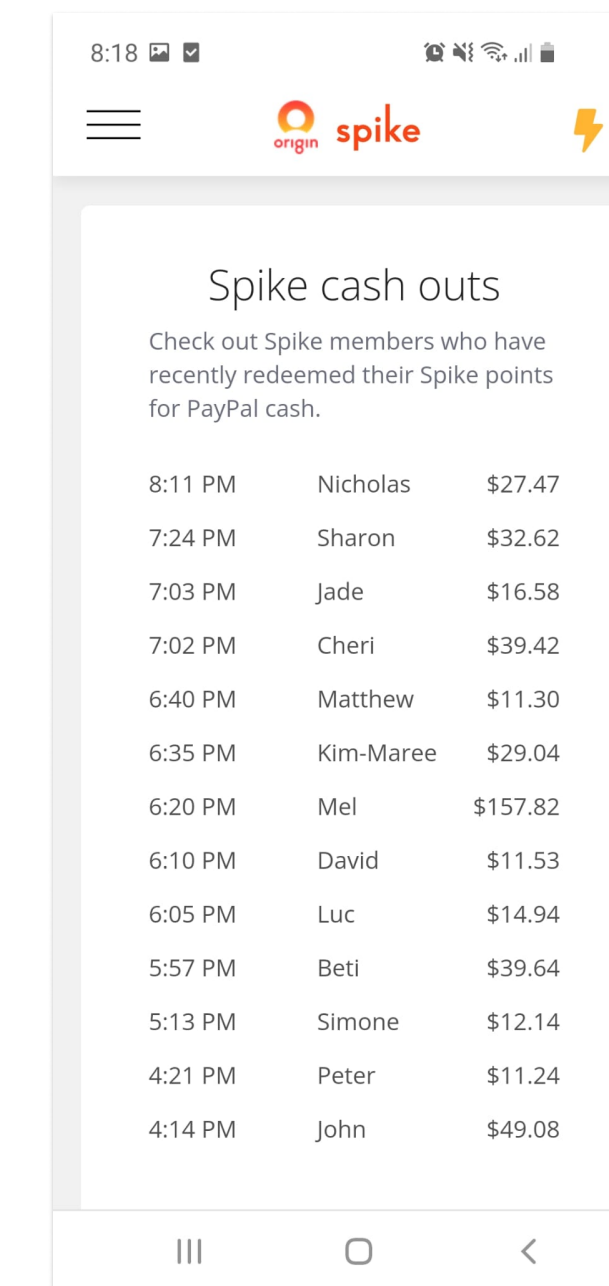 8:18
origin spike
Spike cash outs
Check out Spike members who have
recently redeemed their Spike points
for PayPal cash.
8:11 PM Nicholas $27.47
7:24 PM Sharon $32.62
7:03 PM Jade $16.58
7:02 PM Cheri $39.42
6:40 PM Matthew $11.30
6:35 PM Kim-Maree $29.04
6:20 PM Mel $157.82
6:10 PM David $11.53
6:05 PM Luc $14.94
5:57 PM Beti $39.64
5:13 PM Simone $12.14
4:21 PM Peter $11.24
4:14 PM John $49.08